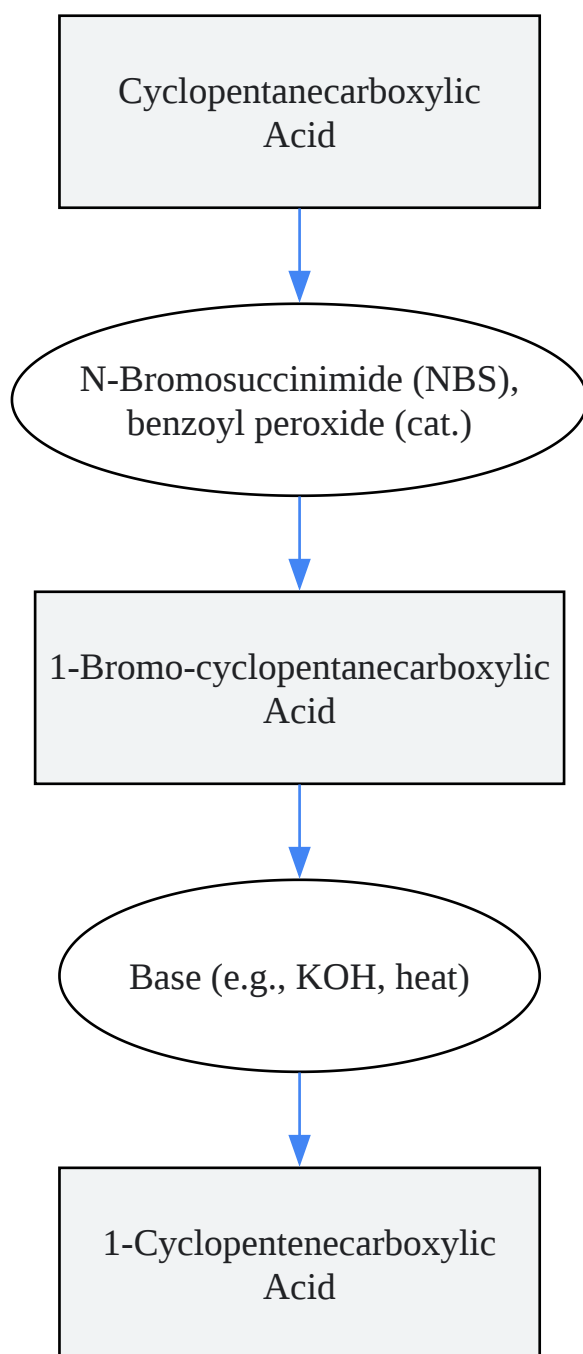 Cyclopentanecarboxylic
Acid
N-Bromosuccinimide (NBS),
benzoyl peroxide (cat.)
1-Bromo-cyclopentanecarboxylic
Acid
Base (e.g., KOH, heat)
1-Cyclopentenecarboxylic
Acid